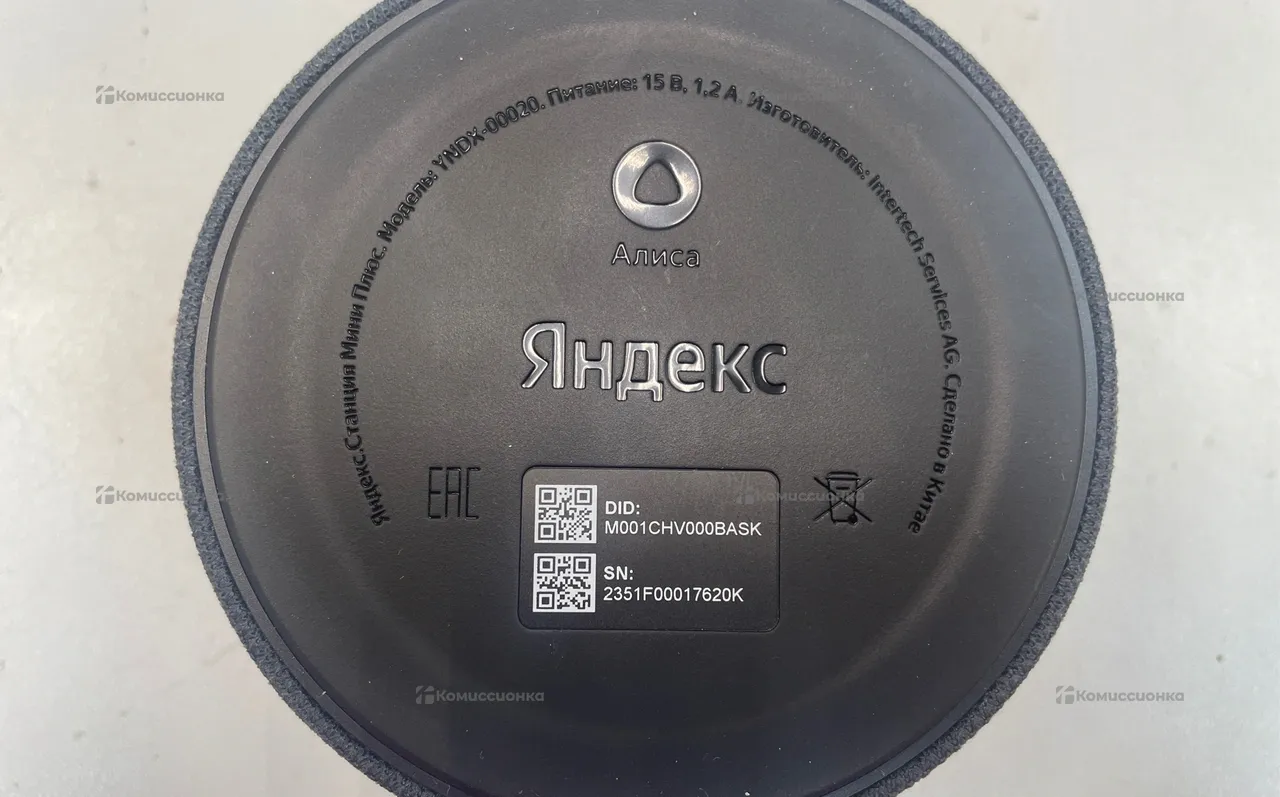 Яндекс.Станция Мини Плюс. Модель: YNDX-00020. Питание: 15 В, 1,2 А. Изготовитель: Intertech Services AG. Сделано в Китае
Алиса
Яндекс
EAC
DID:
M001CHV000BASK
SN:
2351F00017620K
Комиссионка
Комиссионка
Комиссионка
Комиссионка
Комиссионка
Комиссионка